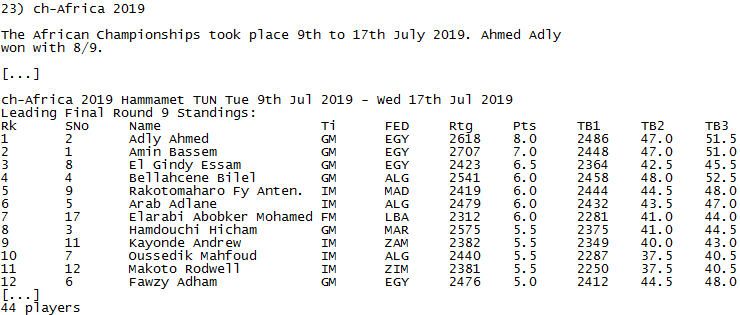 23) ch-Africa 2019
The African Championships took place 9th to 17th July 2019. Ahmed Adly
won with 8/9.
[...]
ch-Africa 2019 Hammamet TUN Tue 9th Jul 2019 - Wed 17th Jul 2019
Leading Final Round 9 Standings:
Rk SNo Name Ti FED Rtg Pts TB1 TB2 TB3
1 2 Adly Ahmed GM EGY 2618 8.0 2486 47.0 51.5
2 1 Amin Bassem GM EGY 2707 7.0 2448 47.0 51.0
3 8 El Gindy Essam GM EGY 2423 6.5 2364 42.5 45.5
4 4 Bellahcene Bilel GM ALG 2541 6.0 2458 48.0 52.5
5 9 Rakotomaharo Fy Anten. IM MAD 2419 6.0 2444 44.5 48.0
6 5 Arab Adlane IM ALG 2479 6.0 2432 43.5 47.0
7 17 Elarabi Abobker Mohamed FM LBA 2312 6.0 2281 41.0 44.0
8 3 Hamdouchi Hicham GM MAR 2575 5.5 2375 41.0 44.5
9 11 Kayonde Andrew IM ZAM 2382 5.5 2349 40.0 43.0
10 7 Oussedik Mahfoud IM ALG 2440 5.5 2287 37.5 40.5
11 12 Makoto Rodwell IM ZIM 2381 5.5 2250 37.5 40.5
12 6 Fawzy Adham GM EGY 2476 5.0 2412 44.5 48.0
[...]
44 players